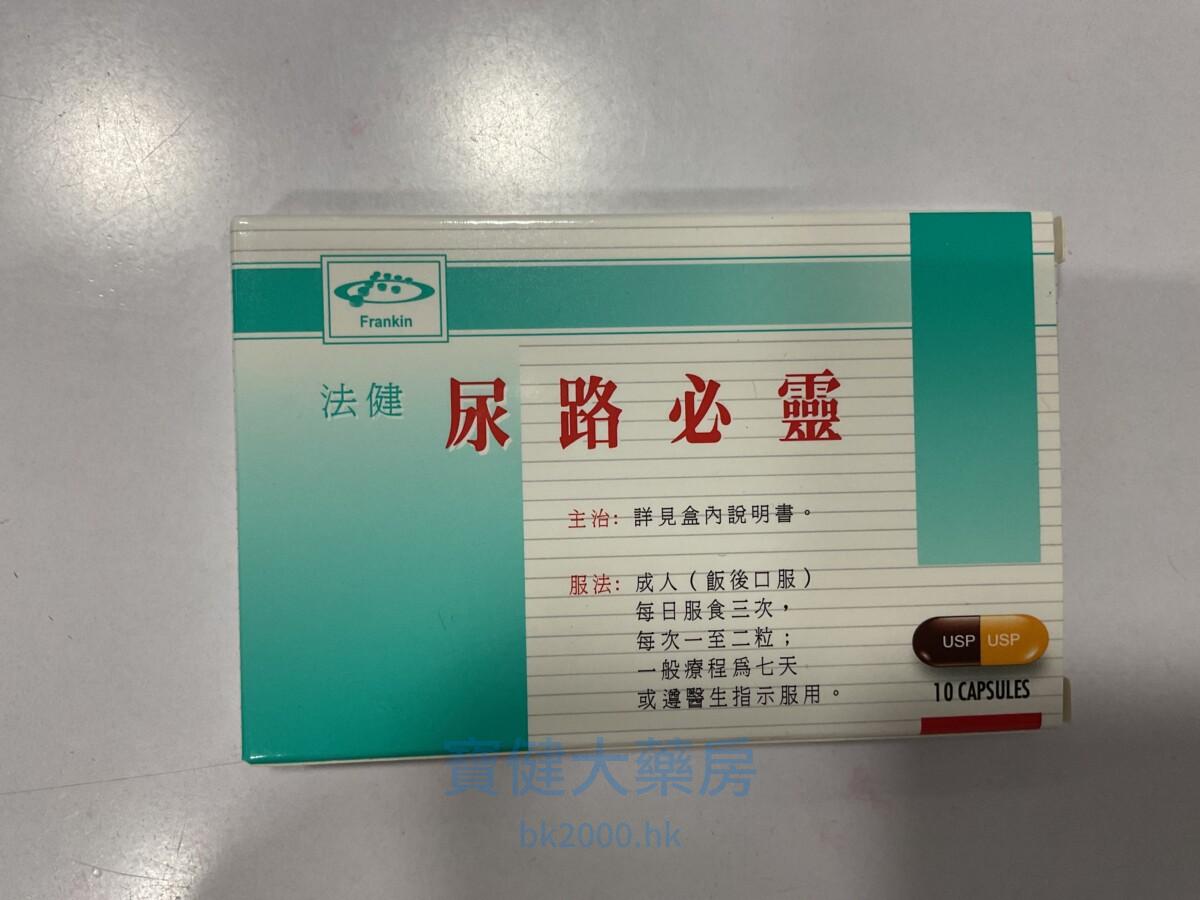 Frankin
法健 尿路必靈
主治: 詳見盒內說明書。
服法: 成人(飯後口服)
每日服食三次，
每次一至二粒；
一般療程爲七天
或遵醫生指示服用。
USP USP
10 CAPSULES
寶健大藥房
bk2000.hk